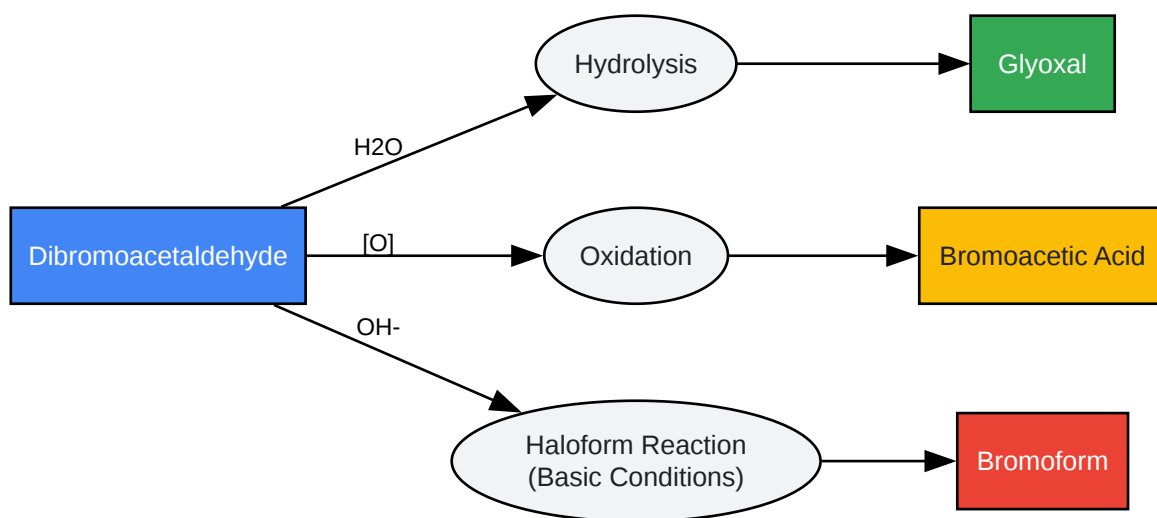 Hydrolysis
Glyoxal
H2O
Dibromoacetaldehyde
[O]
Oxidation
Bromoacetic Acid
OH-
Haloform Reaction
(Basic Conditions)
Bromoform